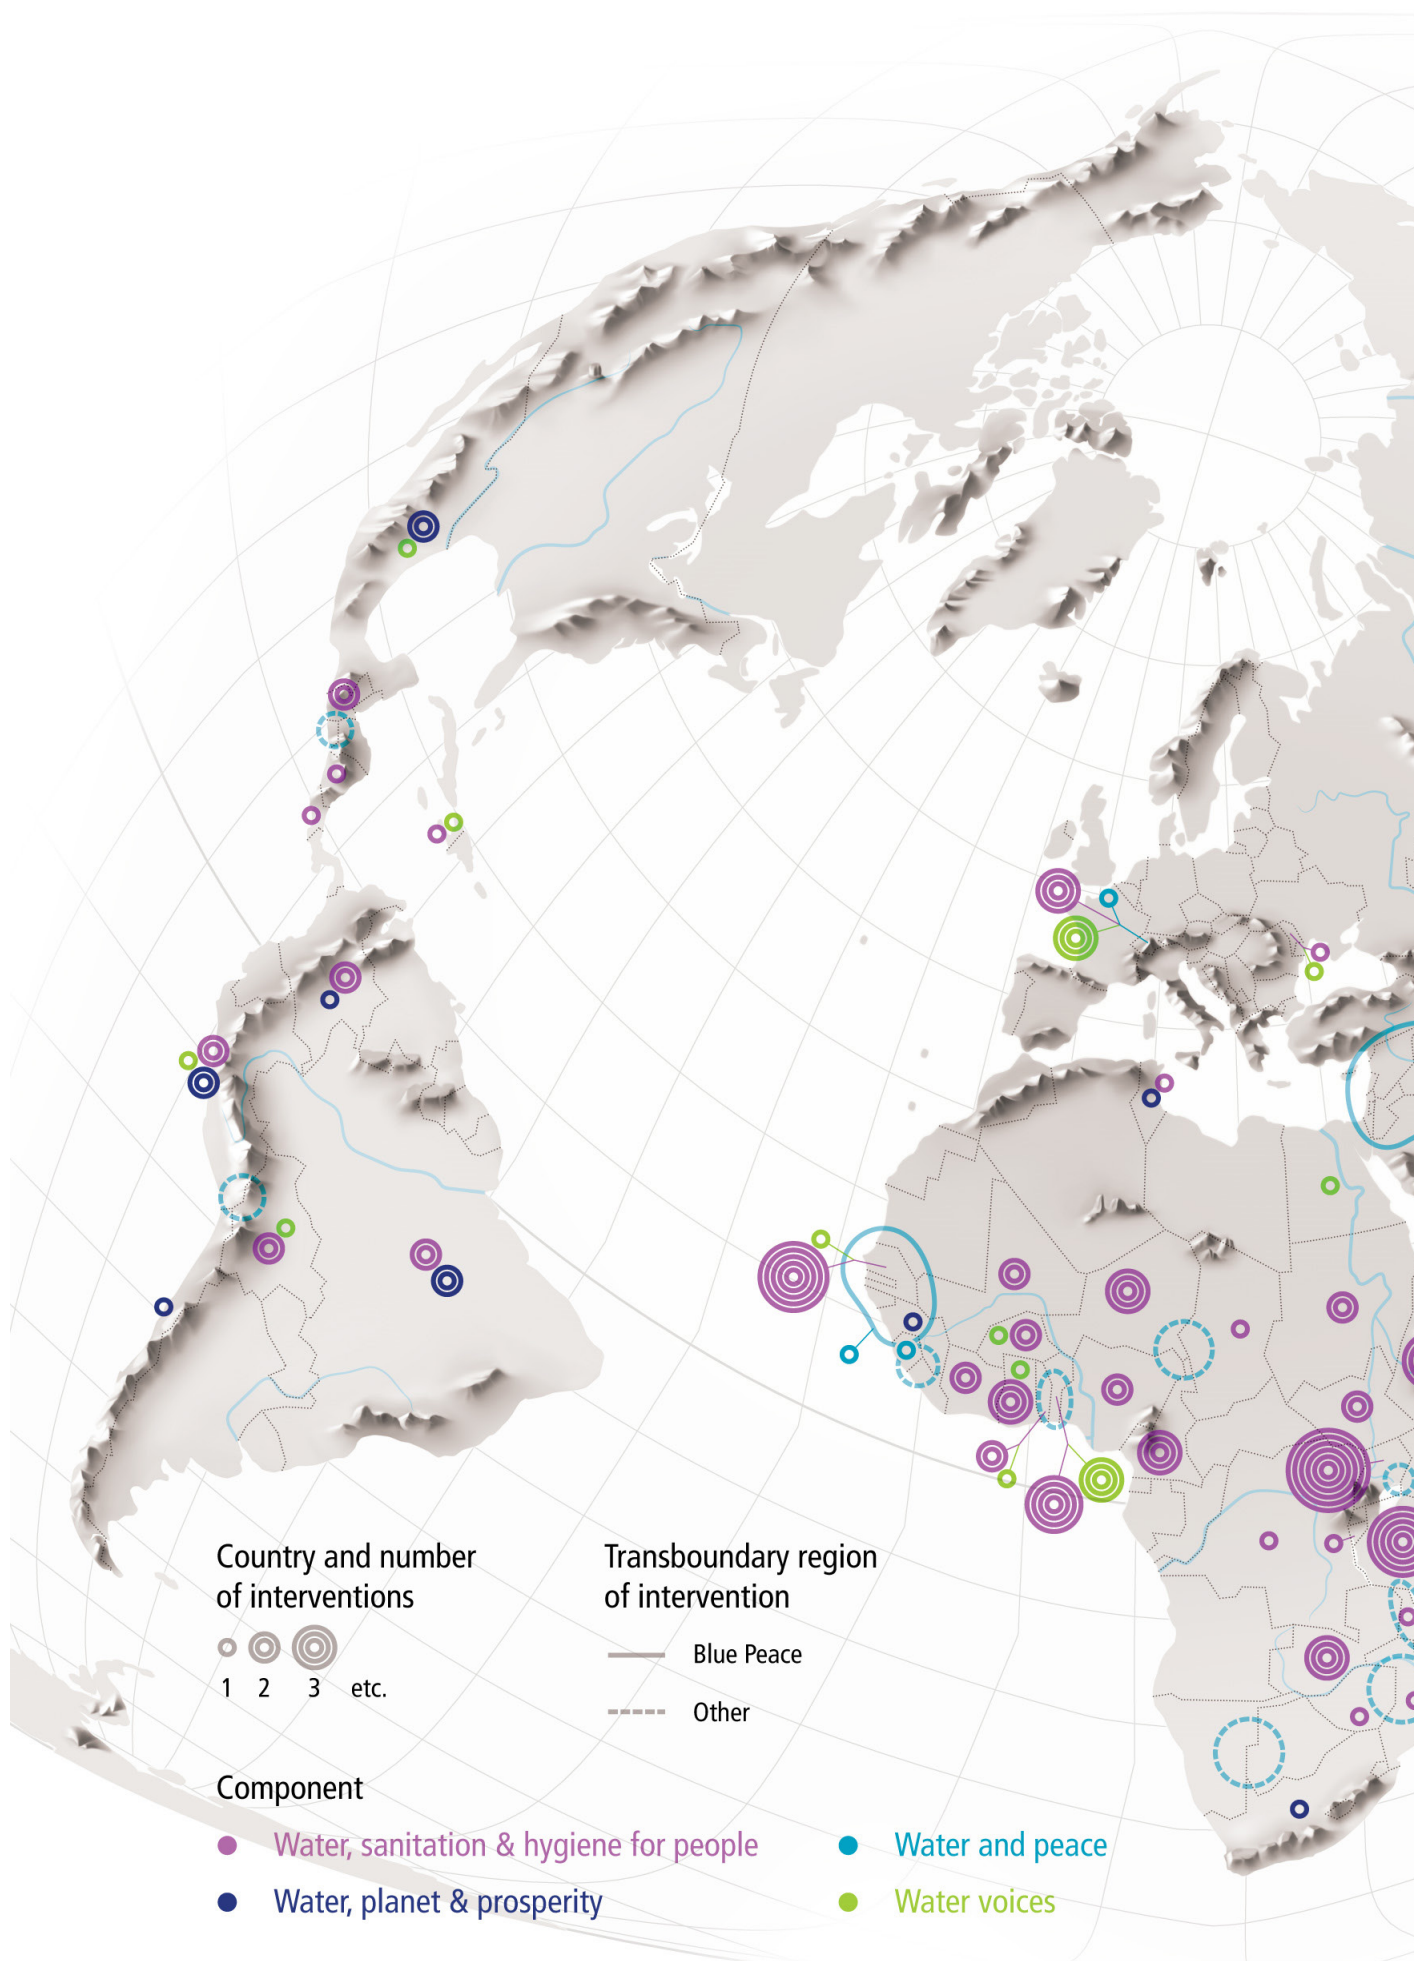 Country and number
of interventions
1 2 3 etc.
Transboundary region
of intervention
Blue Peace
Other
Component
Water, sanitation & hygiene for people
Water, planet & prosperity
Water and peace
Water voices